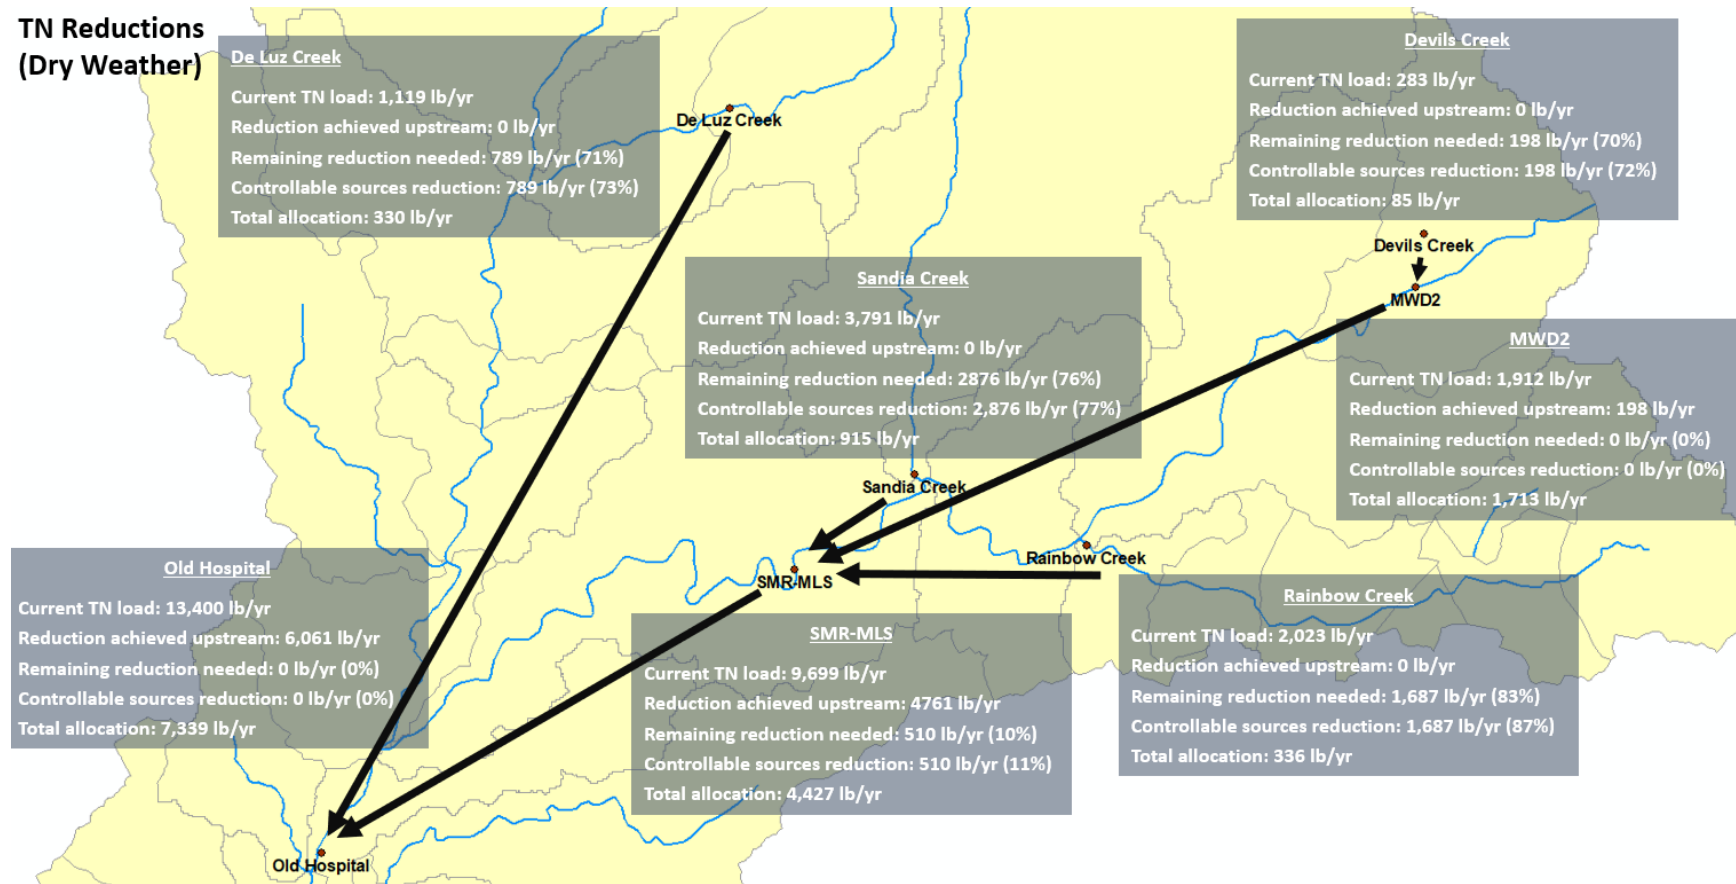 TN Reductions
(Dry Weather)
De Luz Creek
Current TN load: 1,119 lb/yr
Reduction achieved upstream: 0 lb/yr
Remaining reduction needed: 789 lb/yr (71%)
Controllable sources reduction: 789 lb/yr (73%)
Total allocation: 330 lb/yr
De Luz Creek
Devils Creek
Current TN load: 283 lb/yr
Reduction achieved upstream: 0 lb/yr
Remaining reduction needed: 198 lb/yr (70%)
Controllable sources reduction: 198 lb/yr (72%)
Total allocation: 85 lb/yr
Devils Creek
MWD2
Sandia Creek
Current TN load: 3,791 lb/yr
Reduction achieved upstream: 0 lb/yr
Remaining reduction needed: 2876 lb/yr (76%)
Controllable sources reduction: 2,876 lb/yr (77%)
Total allocation: 915 lb/yr
Sandia Creek
MWD2
Current TN load: 1,912 lb/yr
Reduction achieved upstream: 198 lb/yr
Remaining reduction needed: 0 lb/yr (0%)
Controllable sources reduction: 0 lb/yr (0%)
Total allocation: 1,713 lb/yr
Rainbow Creek
SMR-MLS
Old Hospital
Current TN load: 13,400 lb/yr
Reduction achieved upstream: 6,061 lb/yr
Remaining reduction needed: 0 lb/yr (0%)
Controllable sources reduction: 0 lb/yr (0%)
Total allocation: 7,339 lb/yr
SMR-MLS
Current TN load: 9,699 lb/yr
Reduction achieved upstream: 4761 lb/yr
Remaining reduction needed: 510 lb/yr (10%)
Controllable sources reduction: 510 lb/yr (11%)
Total allocation: 4,427 lb/yr
Rainbow Creek
Current TN load: 2,023 lb/yr
Reduction achieved upstream: 0 lb/yr
Remaining reduction needed: 1,687 lb/yr (83%)
Controllable sources reduction: 1,687 lb/yr (87%)
Total allocation: 336 lb/yr
Old Hospital